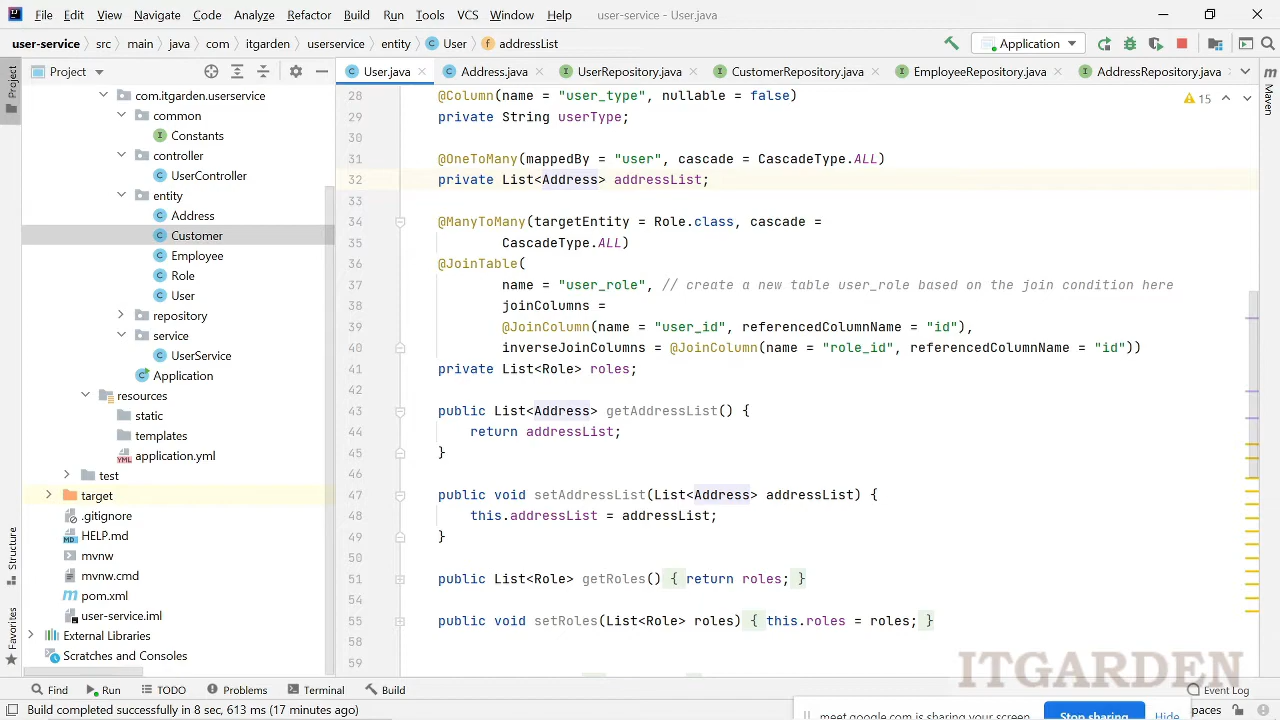 File Edit View Navigate Code Analyze Refactor Build Run Tools VCS Window Help user-service - User.java
user-service src main java com itgarden userservice entity User addressList Application
Project User.java Address.java UserRepository.java CustomerRepository.java EmployeeRepository.java AddressRepository.java
Project
Maven
Structure
Favorites
com.itgarden.userservice
common
Constants
controller
UserController
entity
Address
Customer
Employee
Role
User
repository
service
UserService
Application
resources
static
templates
application.yml
test
target
.gitignore
HELP.md
mvnw
mvnw.cmd
pom.xml
user-service.iml
External Libraries
Scratches and Consoles
15
28 @Column(name = "user_type", nullable = false)
29 private String userType;
30
31 @OneToMany(mappedBy = "user", cascade = CascadeType.ALL)
32 private List<Address> addressList;
33
34 @ManyToMany(targetEntity = Role.class, cascade =
35 CascadeType.ALL)
36 @JoinTable(
37 name = "user_role", // create a new table user_role based on the join condition here
38 joinColumns =
39 @JoinColumn(name = "user_id", referencedColumnName = "id"),
40 inverseJoinColumns = @JoinColumn(name = "role_id", referencedColumnName = "id"))
41 private List<Role> roles;
42
43 public List<Address> getAddressList() {
44 return addressList;
45 }
46
47 public void setAddressList(List<Address> addressList) {
48 this.addressList = addressList;
49 }
50
51 public List<Role> getRoles() { return roles; }
54
55 public void setRoles(List<Role> roles) { this.roles = roles; }
58
59
ITGARDEN
Find Run TODO Problems Terminal Build Event Log
Build completed successfully in 8 sec, 613 ms (17 minutes ago)
meet.google.com is sharing your screen. Stop sharing Hide